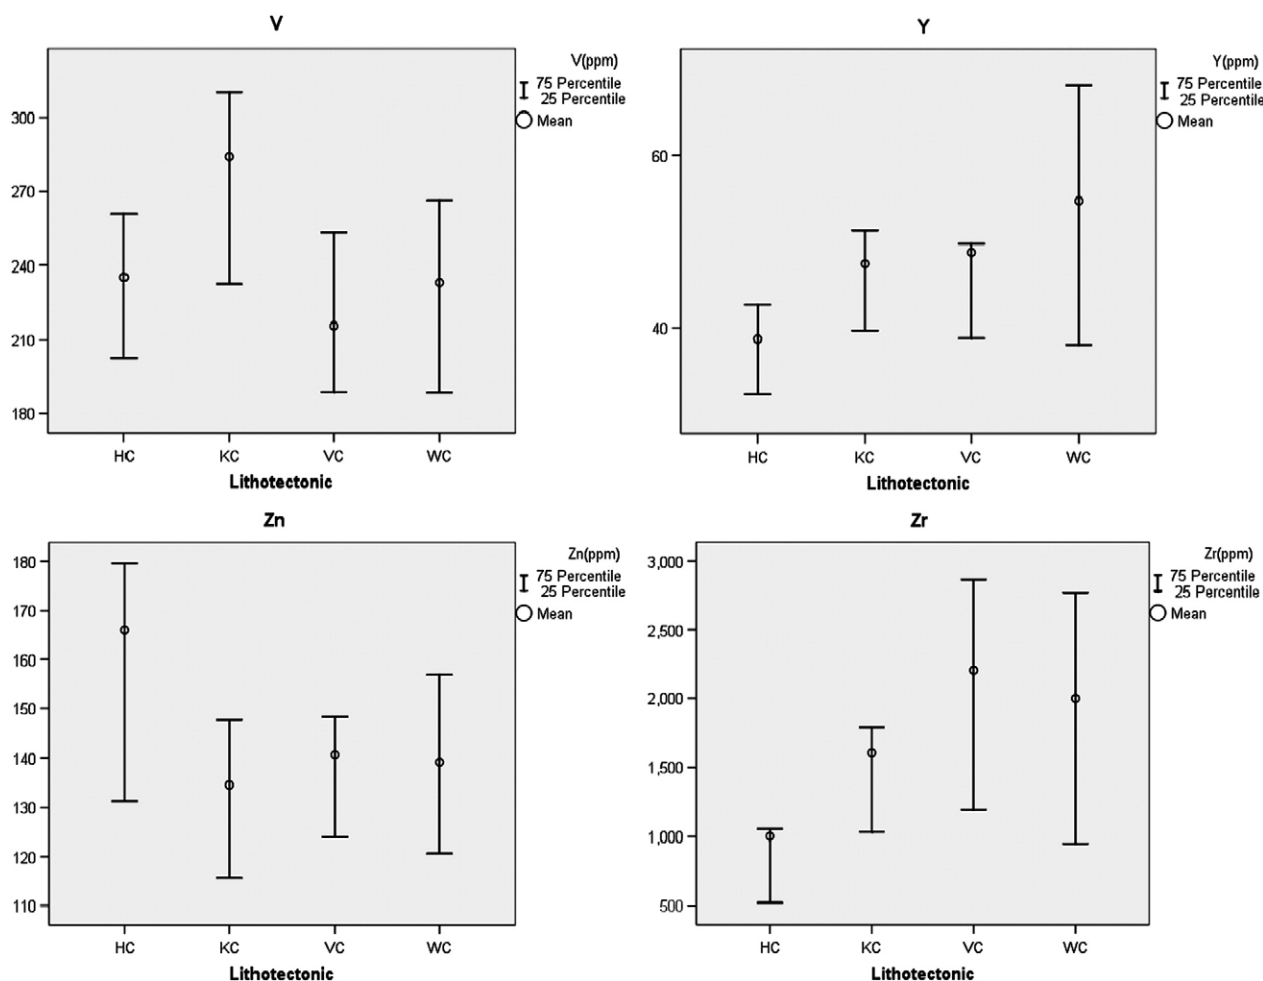 V
V(ppm)
75 Percentile
25 Percentile
Mean
300
270
240
210
180
HC KC VC WC
Lithotectonic
Y
Y(ppm)
75 Percentile
25 Percentile
Mean
60
40
HC KC VC WC
Lithotectonic
Zn
Zn(ppm)
75 Percentile
25 Percentile
Mean
180
170
160
150
140
130
120
110
HC KC VC WC
Lithotectonic
Zr
Zr(ppm)
75 Percentile
25 Percentile
Mean
3,000
2,500
2,000
1,500
1,000
500
HC KC VC WC
Lithotectonic